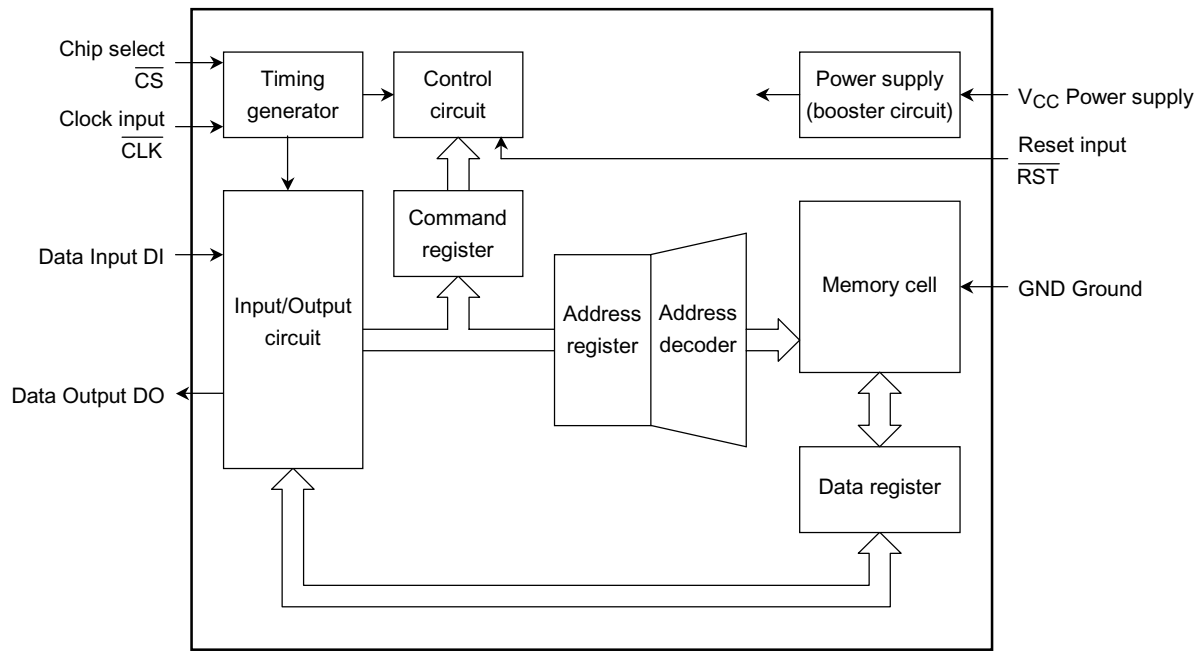 Chip select
CS
Clock input
CLK
Data Input DI
Data Output DO
Timing
generator
Control
circuit
Power supply
(booster circuit)
VCC Power supply
Reset input
RST
Command
register
Input/Output
circuit
Address
register
Address
decoder
Memory cell
GND Ground
Data register